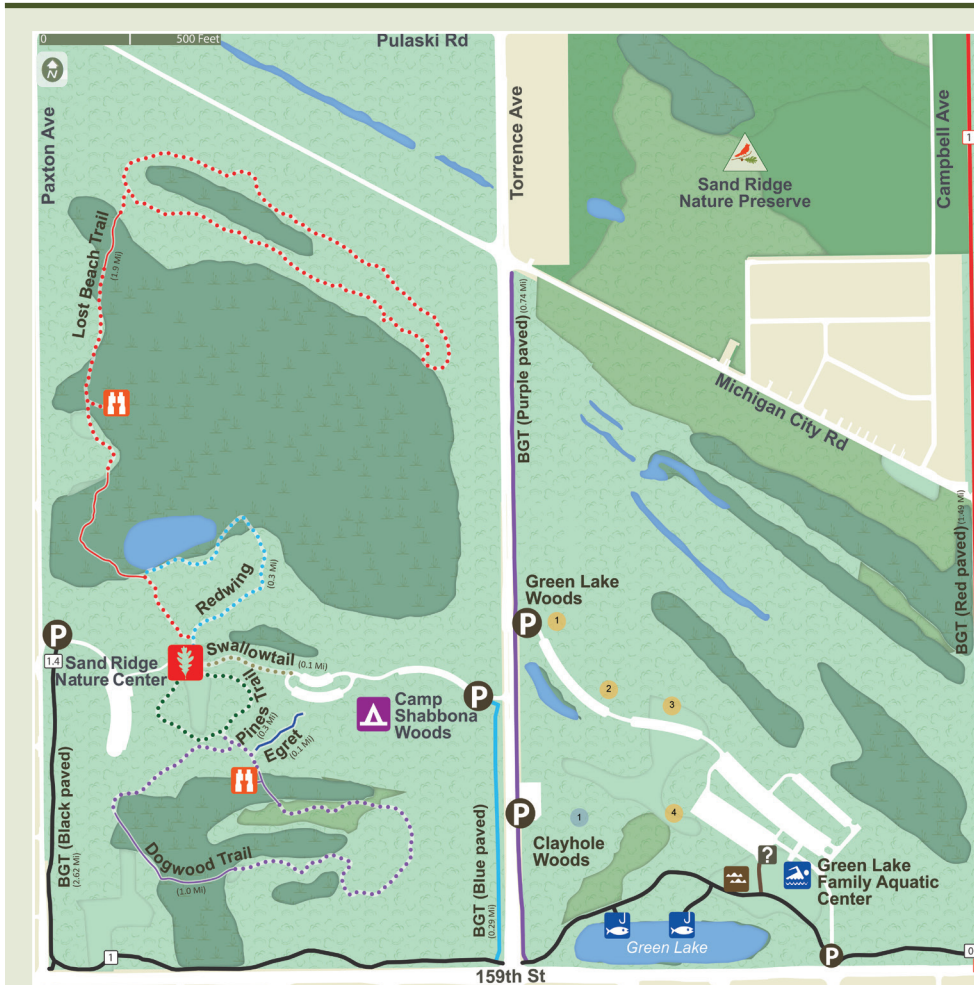 0
500 Feet
Pulaski Rd
N
Paxton Ave
Torrence Ave
Campbell Ave
1
Sand Ridge
Nature Preserve
Lost Beach Trail
(1.9 Mi)
BGT (Purple paved)
(0.74 Mi)
Michigan City Rd
BGT (Red paved)
(1.49 Mi)
Redwing
(0.3 Mi)
Green Lake
Woods
P
1
P
1.4
Sand Ridge
Nature Center
Swallowtail
(0.1 Mi)
Pines Trail
(0.3 Mi)
Egret
(0.1 Mi)
Camp
Shabbona
Woods
P
2
3
4
P
1
Clayhole
Woods
BGT (Black paved)
(2.62 Mi)
Dogwood Trail
(1.0 Mi)
BGT (Blue paved)
(0.29 Mi)
?
Green Lake
Family Aquatic
Center
Green Lake
P
1
0
159th St